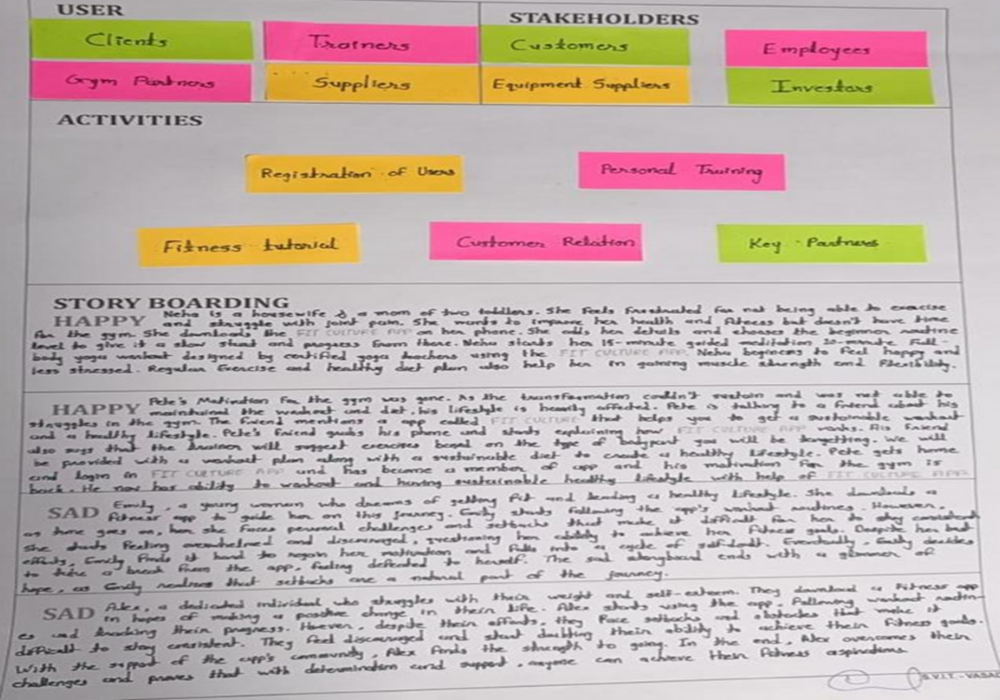 USER
STAKEHOLDERS
Clients
Trainers
Customers
Employees
Gym Partners
Suppliers
Equipment Suppliers
Investors
ACTIVITIES
Registration of Users
Personal Training
Fitness tutorial
Customer Relation
Key Partners
STORY BOARDING
HAPPY
Neha is a housewife & a mom of two toddlers. She feels frustrated for not being able to exercise
and struggle with joint pain. She wants to improve her health and fitness but doesn't have time
for the gym. She downloads the FIT CULTURE APP on her phone. She adds her details and chooses the beginner routine
level to give it a slow start and progress from there. Neha starts her 15-minute guided meditation 20-minute Full-
body yoga workout designed by certified yoga teachers using the FIT CULTURE APP. Neha begineres to feel happy and
less stressed. Regular Exercise and healthy diet plan also help her in gaining muscle strength and flexibility.
HAPPY
Pete's Motivation for the gym was gone. As the transformation couldn't sustain and was not able to
maintained the workout and diet, his lifestyle is heavily affected. Pete is talking to a friend about his
struggles in the gym. The friend mentions a app called FIT CULTURE that helps you to get a sustainable workout
and a healthy lifestyle. Pete's friend grabs his phone and starts explaining how FIT CULTURE APP works. His friend
also says that the trainer will suggest exercises based on the type of bodypart you will be targetting. We will
be provided with a workout plan along with a sustainable diet to create a healthy lifestyle. Pete gets home
and login in FIT CULTURE APP and has become a member of app and his motivation for the gym is
back. He now has ability to workout and having sustainable healthy lifestyle with help of FIT CULTURE APP
SAD
Emily, a young women who dreams of getting fit and leading a healthy lifestyle. She downloads a
fitness app to guide her on this journey. Emily starts following the app's workout routines. However,
as time goes on, her she face personal challenges and setbacks that make it difficult for her to stay consistent
She starts feeling overwhelmed and discouraged, questioning her ability to achieve her fitness goals. Despite her best
efforts, Emily finds it hard to regain her motivation and falls into a cycle of self-doubt. Eventually, Emily decides
to take a break from the app, feeling defeated to herself. The sad storyboard ends with a glimmer of
hope, as Emily realizes that setbacks are a natural part of the journey.
SAD
Alex, a dedicated individual who struggles with their weight and self-esteem. They download a fitness app
in hopes of making a positive change in their life. Alex starts using the app, Following workout routin-
es and tracking their progress. However, despite their efforts, they face setbacks and obstacles that make it
difficult to stay consistent. They feel discouraged and start doubting their ability to achieve their fitness goals.
With the support of the app's community, Alex finds the strength to going. In the end, Alex overcomes their
challenges and proves that with determination and support, anyone can achieve their fitness aspirations.
S.V.I.T - VASAD